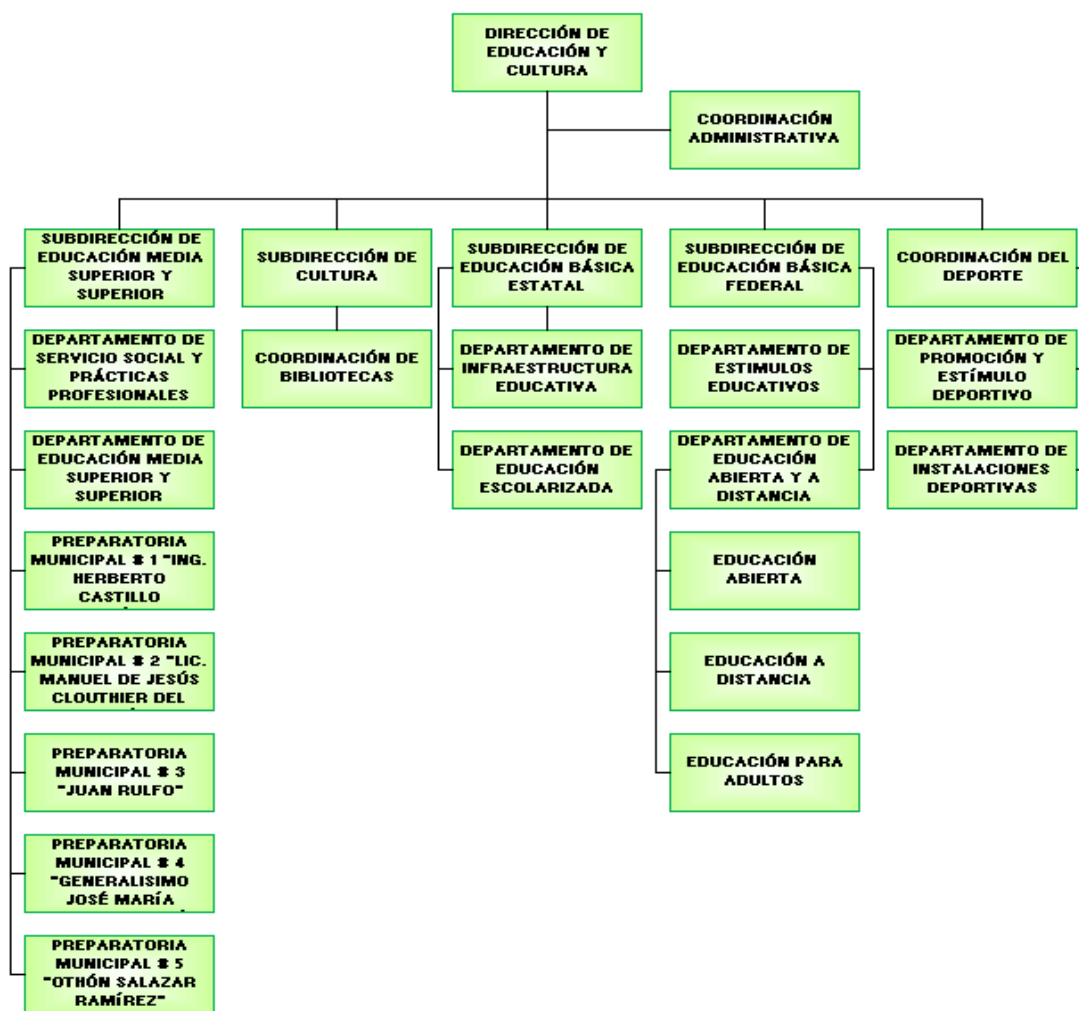 DIRECCIÓN DE
EDUCACIÓN Y
CULTURA
COORDINACIÓN
ADMINISTRATIVA
SUBDIRECCIÓN DE
EDUCACIÓN MEDIA
SUPERIOR Y
SUPERIOR
SUBDIRECCIÓN DE
CULTURA
SUBDIRECCIÓN DE
EDUCACIÓN BÁSICA
ESTATAL
SUBDIRECCIÓN DE
EDUCACIÓN BÁSICA
FEDERAL
COORDINACIÓN DEL
DEPORTE
DEPARTAMENTO DE
SERVICIO SOCIAL Y
PRÁCTICAS
PROFESIONALES
COORDINACIÓN DE
BIBLIOTECAS
DEPARTAMENTO DE
INFRAESTRUCTURA
EDUCATIVA
DEPARTAMENTO DE
ESTIMULOS
EDUCATIVOS
DEPARTAMENTO DE
PROMOCIÓN Y
ESTÍMULO
DEPORTIVO
DEPARTAMENTO DE
EDUCACIÓN MEDIA
SUPERIOR Y
SUPERIOR
DEPARTAMENTO DE
EDUCACIÓN
ESCOLARIZADA
DEPARTAMENTO DE
EDUCACIÓN
ABIERTA Y A
DISTANCIA
DEPARTAMENTO DE
INSTALACIONES
DEPORTIVAS
PREPARATORIA
MUNICIPAL # 1 "ING.
HERBERTO
CASTILLO
EDUCACIÓN
ABIERTA
PREPARATORIA
MUNICIPAL # 2 "LIC.
MANUEL DE JESÚS
CLOUTHIER DEL
EDUCACIÓN A
DISTANCIA
PREPARATORIA
MUNICIPAL # 3
"JUAN RULFO"
EDUCACIÓN PARA
ADULTOS
PREPARATORIA
MUNICIPAL # 4
"GENERALISIMO
JOSÉ MARÍA
PREPARATORIA
MUNICIPAL # 5
"OTHÓN SALAZAR
RAMÍREZ"